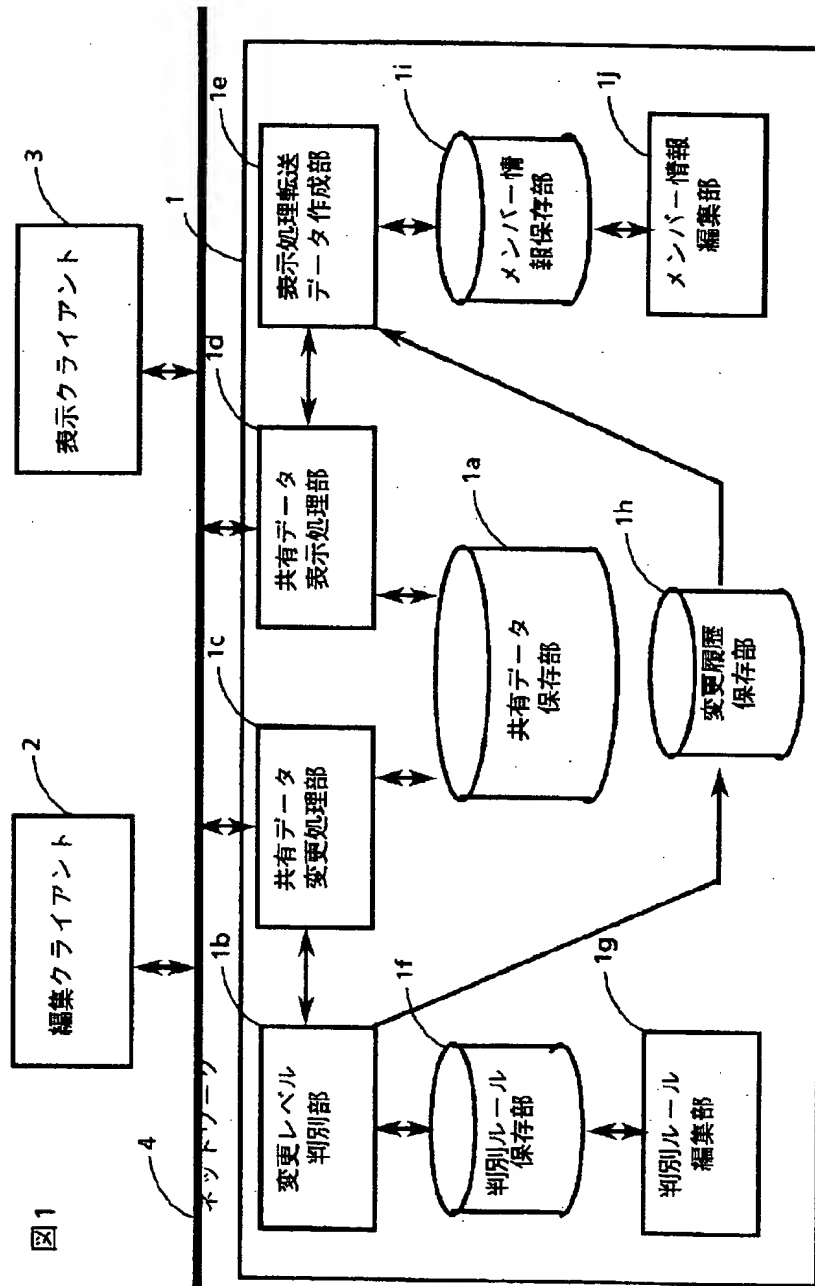 図1
編集クライアント
2
表示クライアント
3
4
ネットワーク
1
1b
変更レベル
判別部
1c
共有データ
変更処理部
1d
共有データ
表示処理部
1e
表示処理転送
データ作成部
1f
判別ルール
保存部
1a
共有データ
保存部
1i
メンバー情
報保存部
1g
判別ルール
編集部
1h
変更履歴
保存部
1j
メンバー情報
編集部